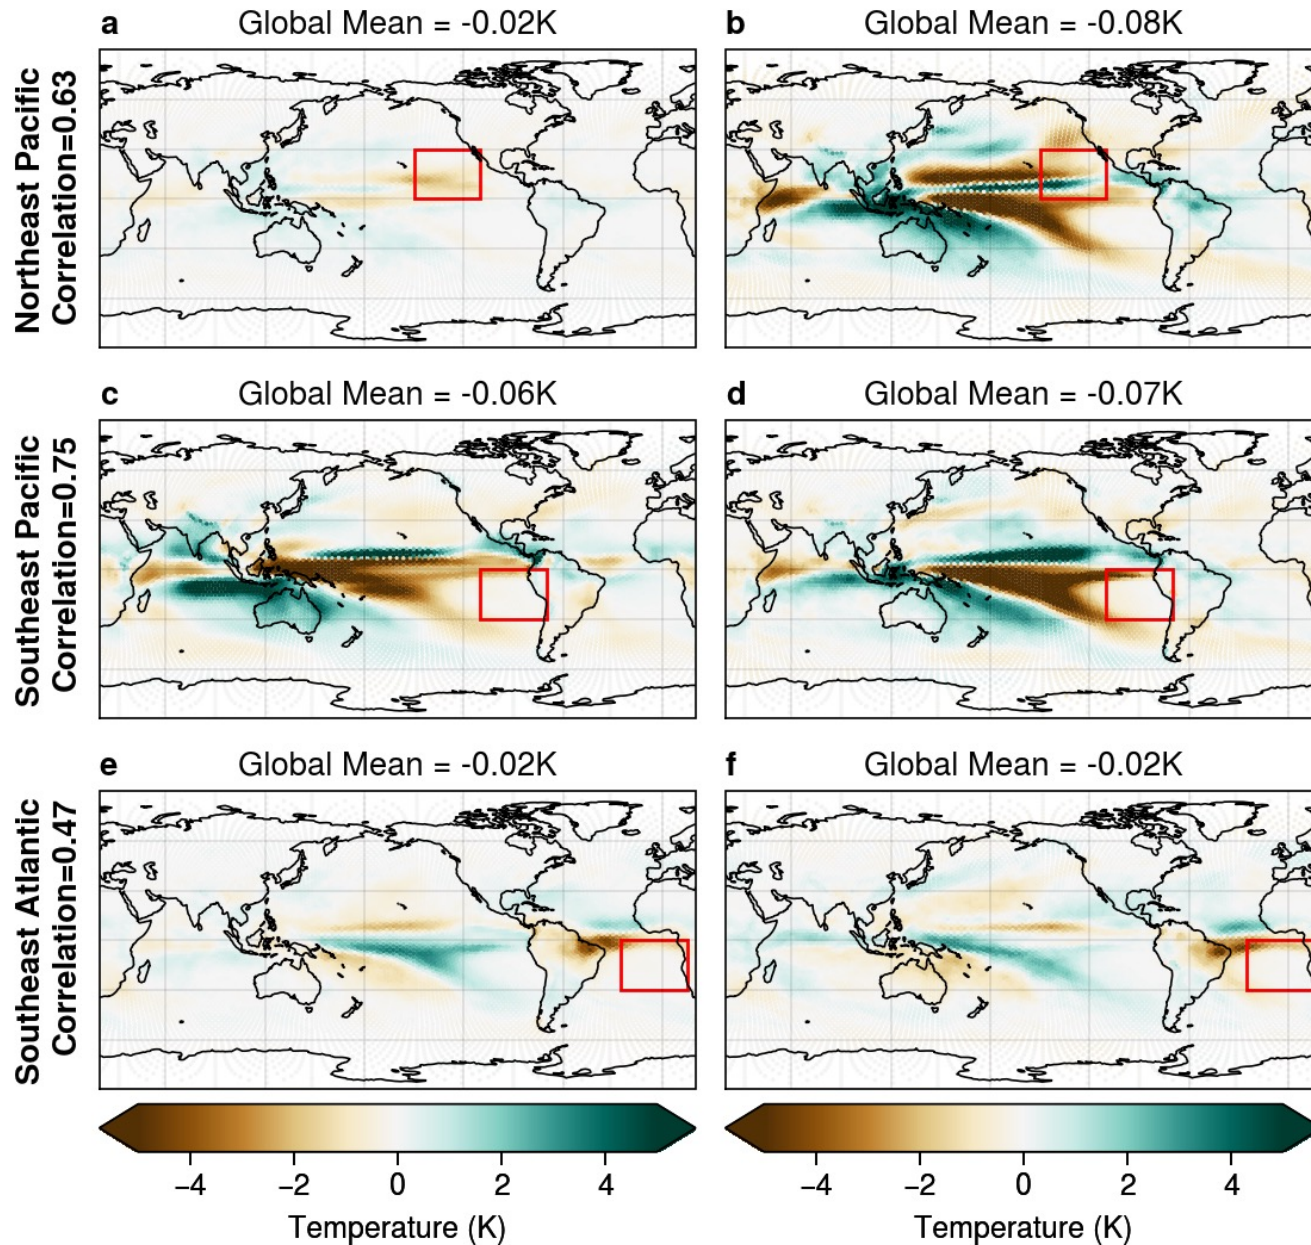 a Global Mean = -0.02K
b Global Mean = -0.08K
Northeast Pacific
Correlation=0.63
c Global Mean = -0.06K
d Global Mean = -0.07K
Southeast Pacific
Correlation=0.75
e Global Mean = -0.02K
f Global Mean = -0.02K
Southeast Atlantic
Correlation=0.47
−4 −2 0 2 4
Temperature (K)
−4 −2 0 2 4
Temperature (K)